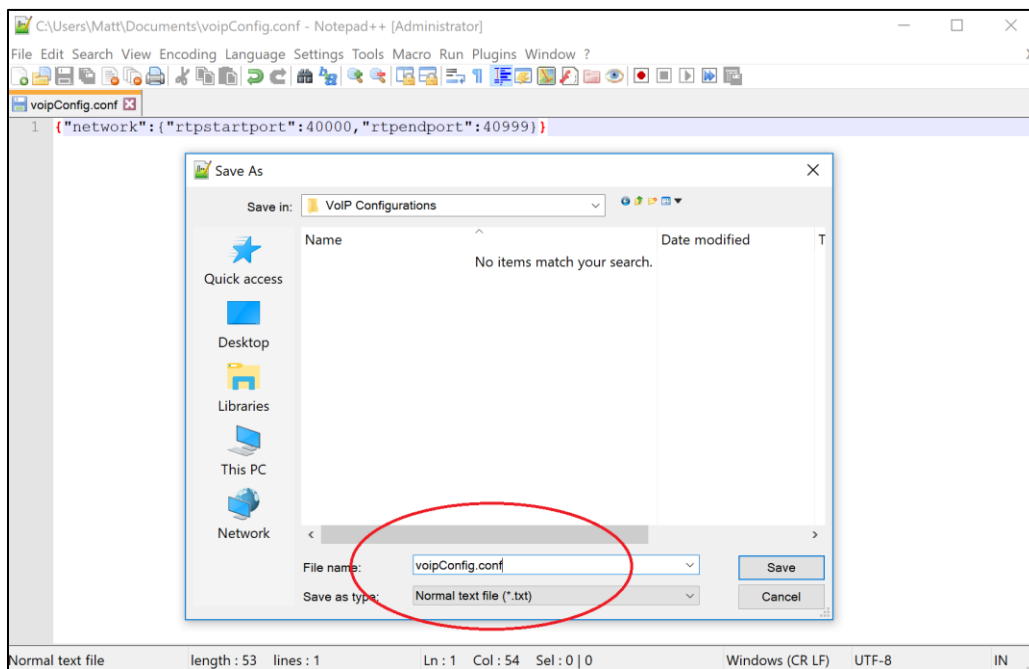 C:\Users\Matt\Documents\voipConfig.conf - Notepad++ [Administrator]
File Edit Search View Encoding Language Settings Tools Macro Run Plugins Window ?
voipConfig.conf
1 {"network":{"rtpstartport":40000,"rtpendport":40999}}
Save As
Save in: VoIP Configurations
Name Date modified T
No items match your search.
Quick access
Desktop
Libraries
This PC
Network
File name: voipConfig.conf
Save
Save as type: Normal text file (*.txt)
Cancel
Normal text file length : 53 lines : 1 Ln : 1 Col : 54 Sel : 0 | 0 Windows (CR LF) UTF-8 IN